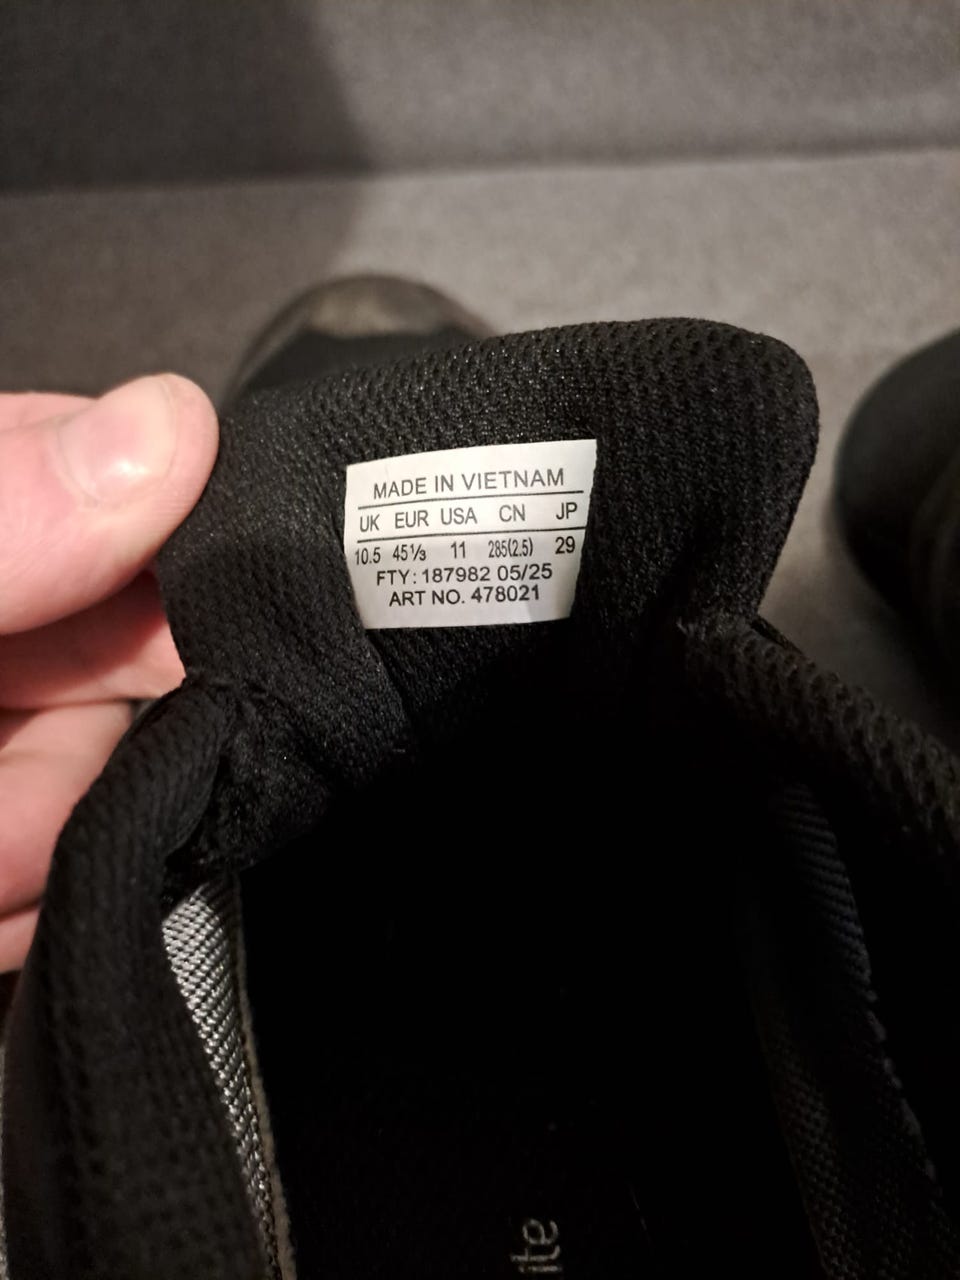 MADE IN VIETNAM
UK EUR USA CN JP
10.5 45⅓ 11 285(2.5) 29
FTY: 187982 05/25
ART NO. 478021